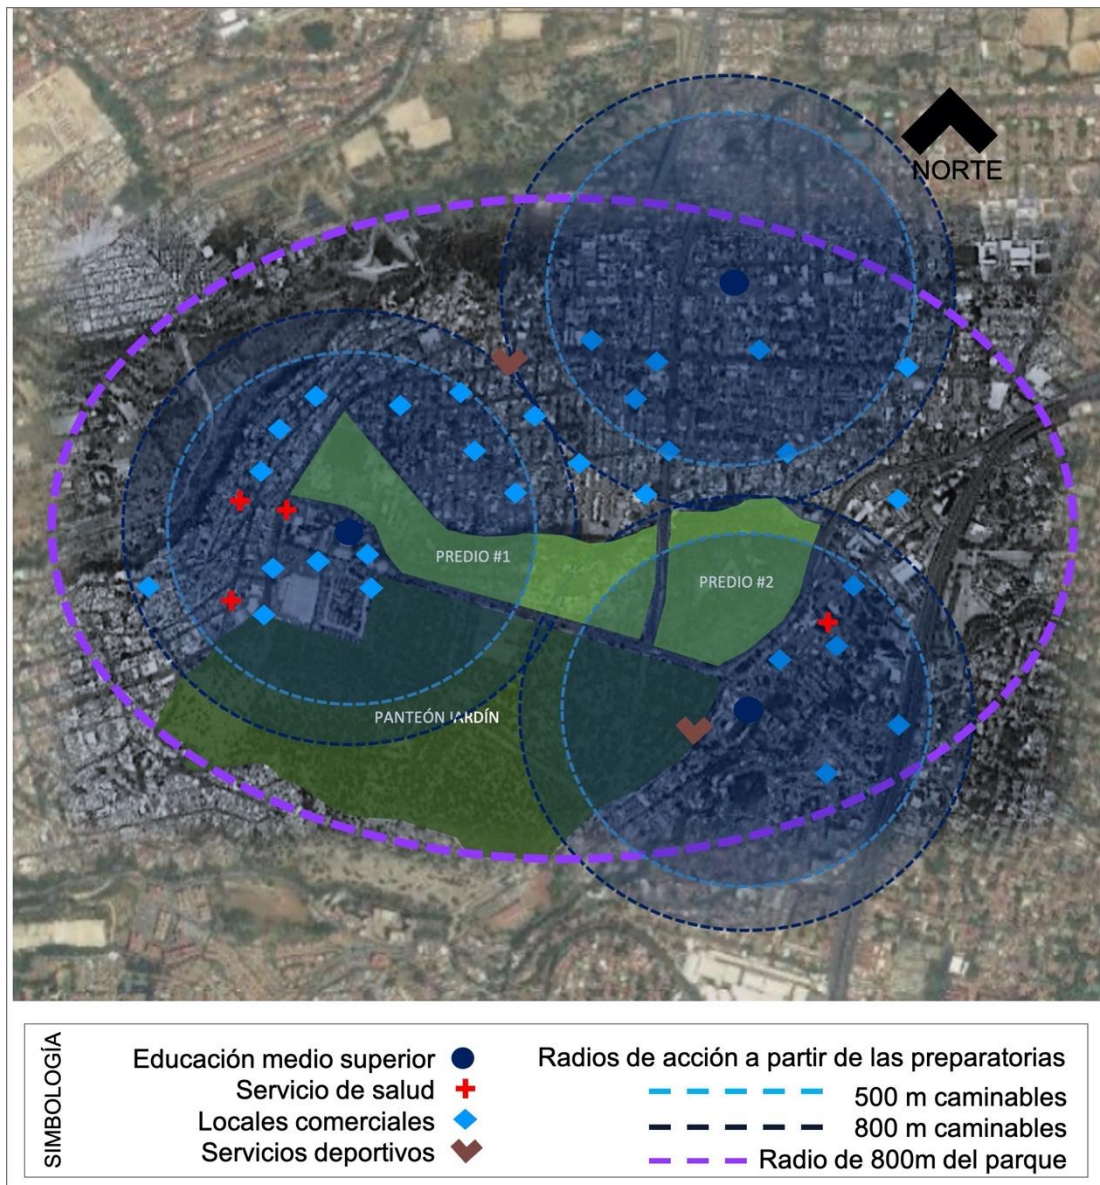 NORTE
PREDIO #1
PREDIO #2
PANTEÓN JARDÍN
SIMBOLOGÍA
Educación medio superior
Servicio de salud
Locales comerciales
Servicios deportivos
Radios de acción a partir de las preparatorias
500 m caminables
800 m caminables
Radio de 800m del parque